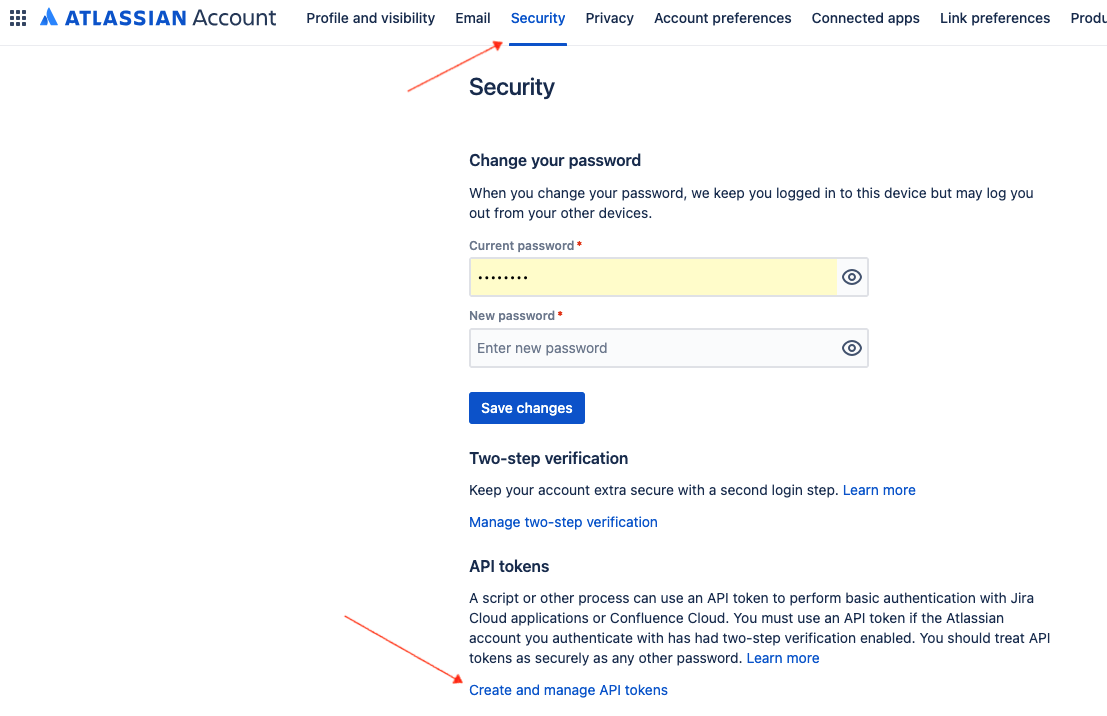 ATLASSIAN Account Profile and visibility Email Security Privacy Account preferences Connected apps Link preferences Produ
Security
Change your password
When you change your password, we keep you logged in to this device but may log you
out from your other devices.
Current password*
••••••••
New password*
Enter new password
Save changes
Two-step verification
Keep your account extra secure with a second login step. Learn more
Manage two-step verification
API tokens
A script or other process can use an API token to perform basic authentication with Jira
Cloud applications or Confluence Cloud. You must use an API token if the Atlassian
account you authenticate with has had two-step verification enabled. You should treat API
tokens as securely as any other password. Learn more
Create and manage API tokens